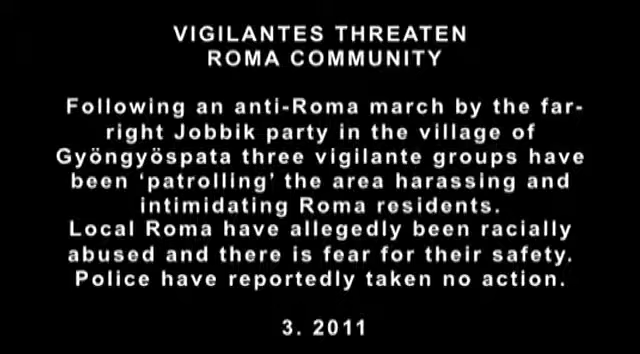 VIGILANTES THREATEN
ROMA COMMUNITY
Following an anti-Roma march by the far-
right Jobbik party in the village of
Gyöngyöspata three vigilante groups have
been ‘patrolling’ the area harassing and
intimidating Roma residents.
Local Roma have allegedly been racially
abused and there is fear for their safety.
Police have reportedly taken no action.
3. 2011